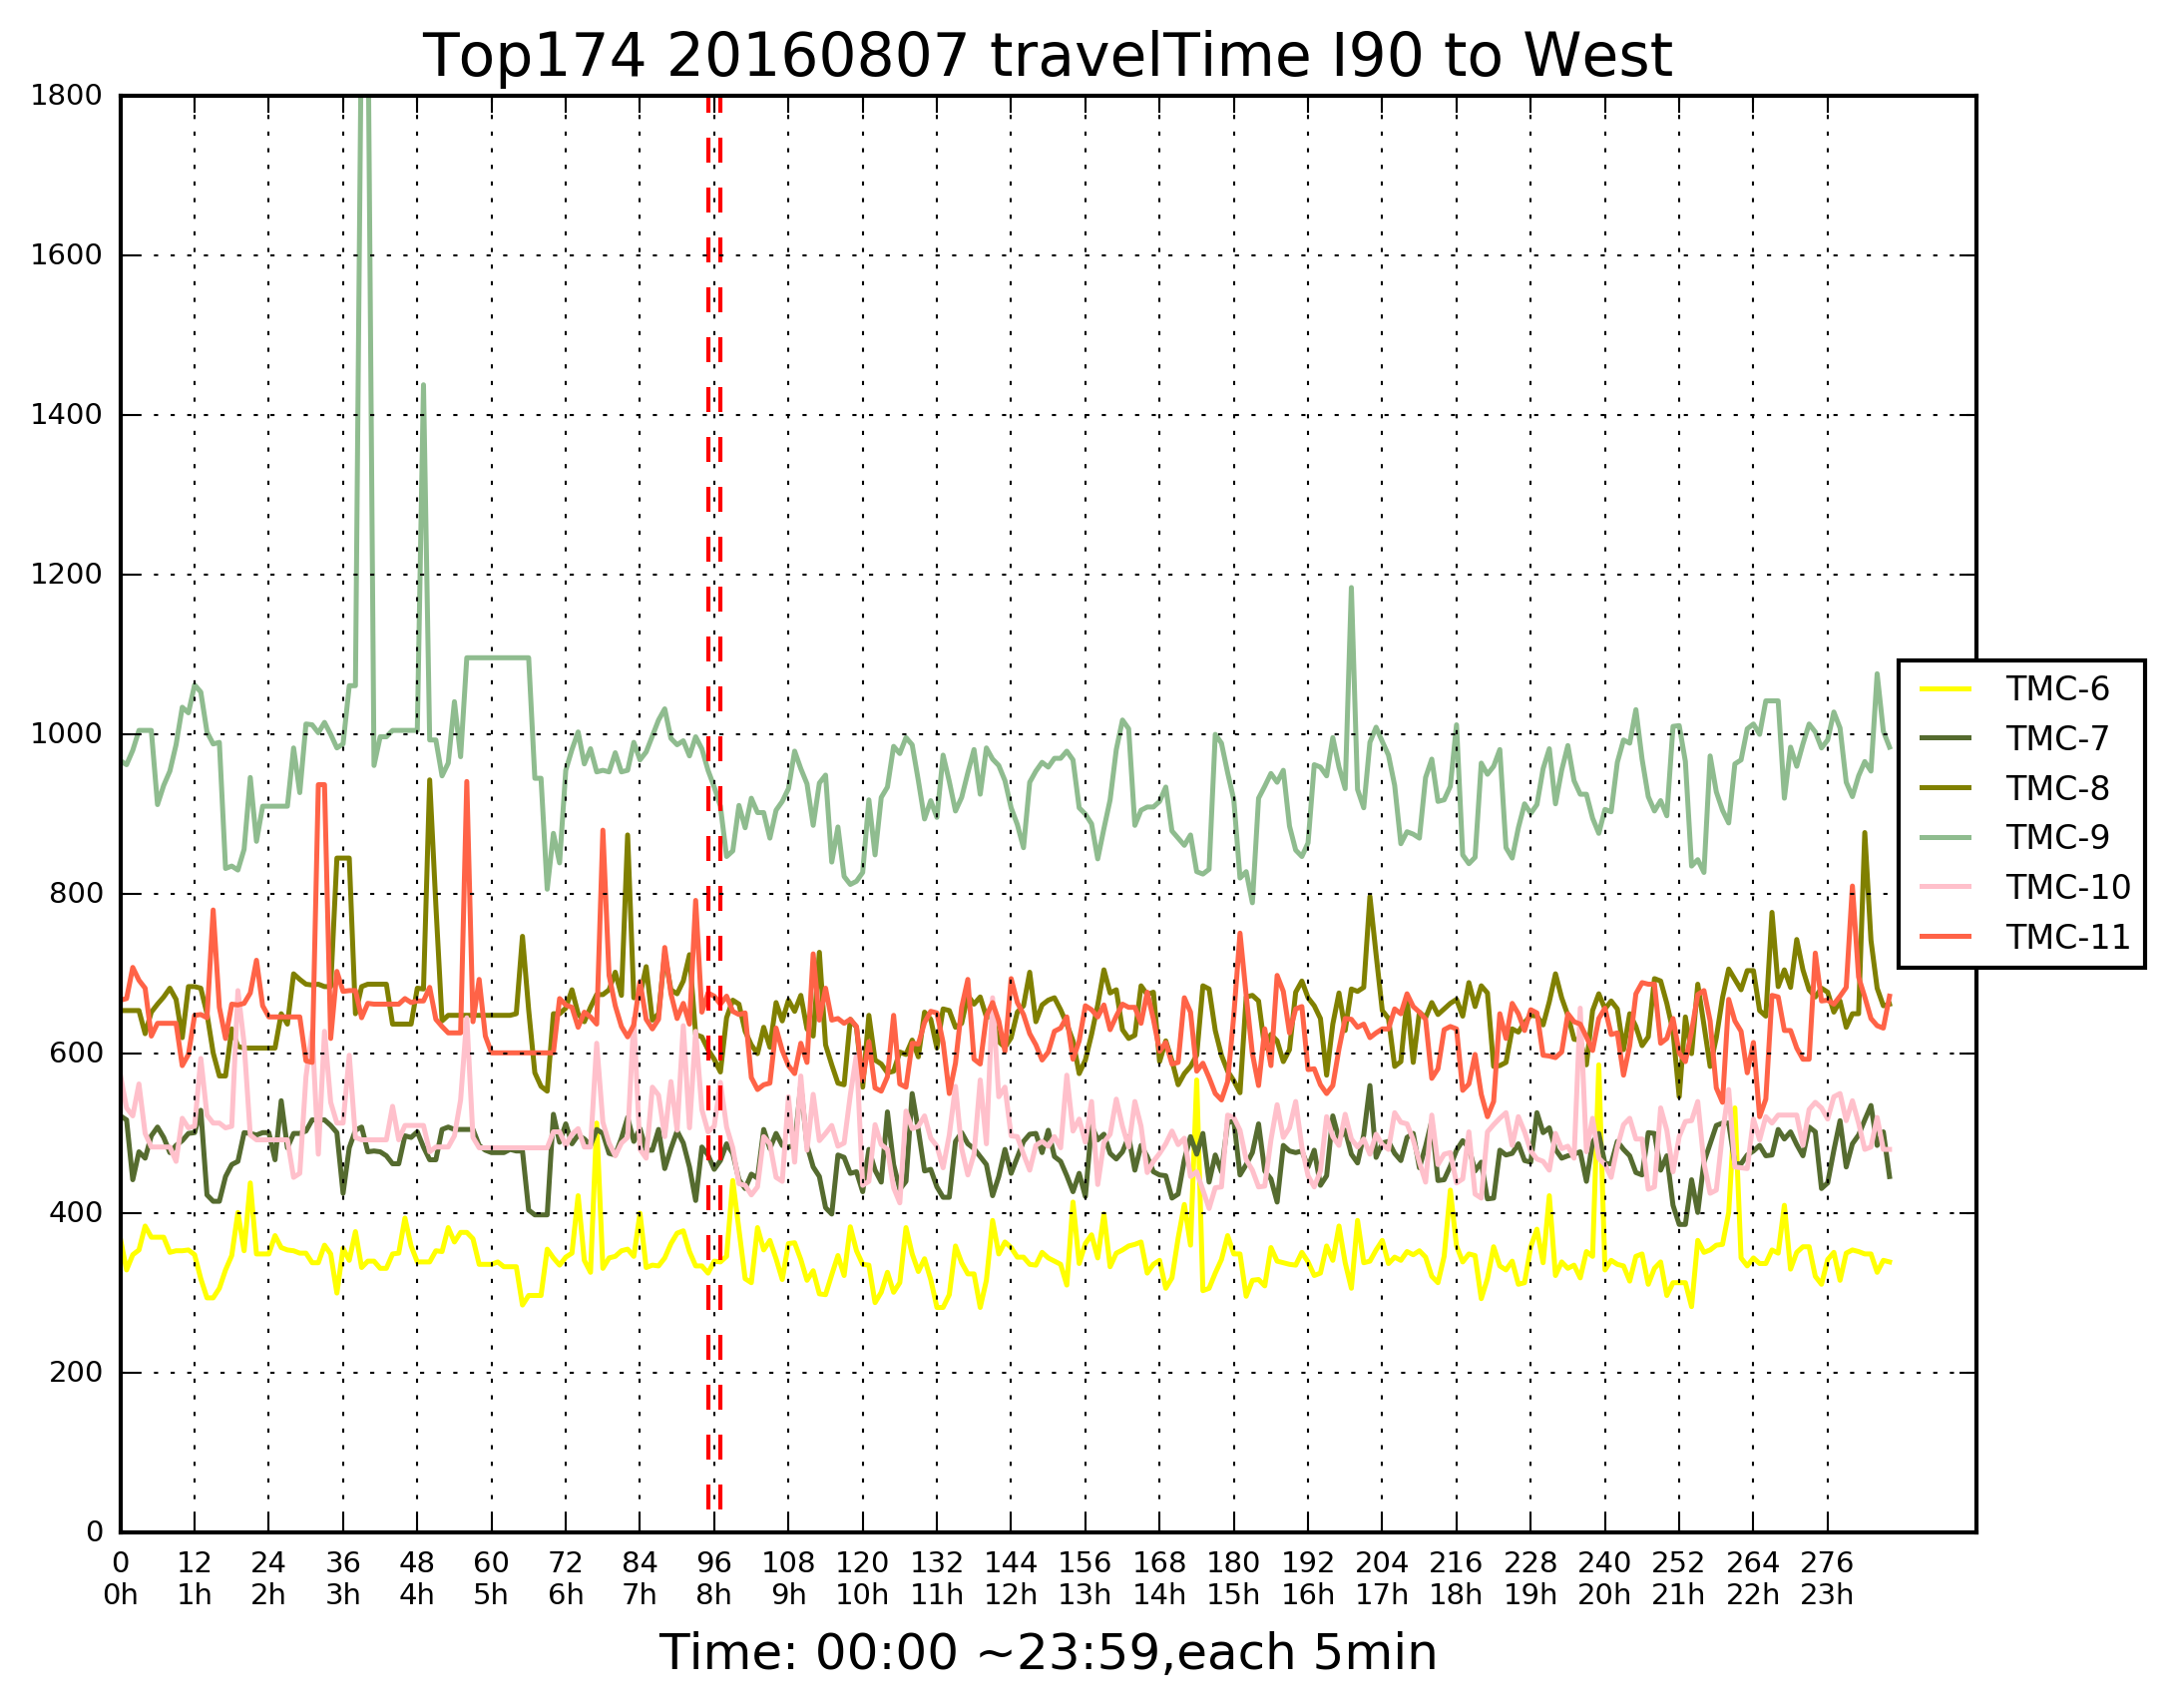 Top174 20160807 travelTime I90 to West
1800
1600
1400
1200
1000
800
600
400
200
0
TMC-6
TMC-7
TMC-8
TMC-9
TMC-10
TMC-11
0 12 24 36 48 60 72 84 96 108 120 132 144 156 168 180 192 204 216 228 240 252 264 276
0h 1h 2h 3h 4h 5h 6h 7h 8h 9h 10h 11h 12h 13h 14h 15h 16h 17h 18h 19h 20h 21h 22h 23h
Time: 00:00 ~23:59,each 5min